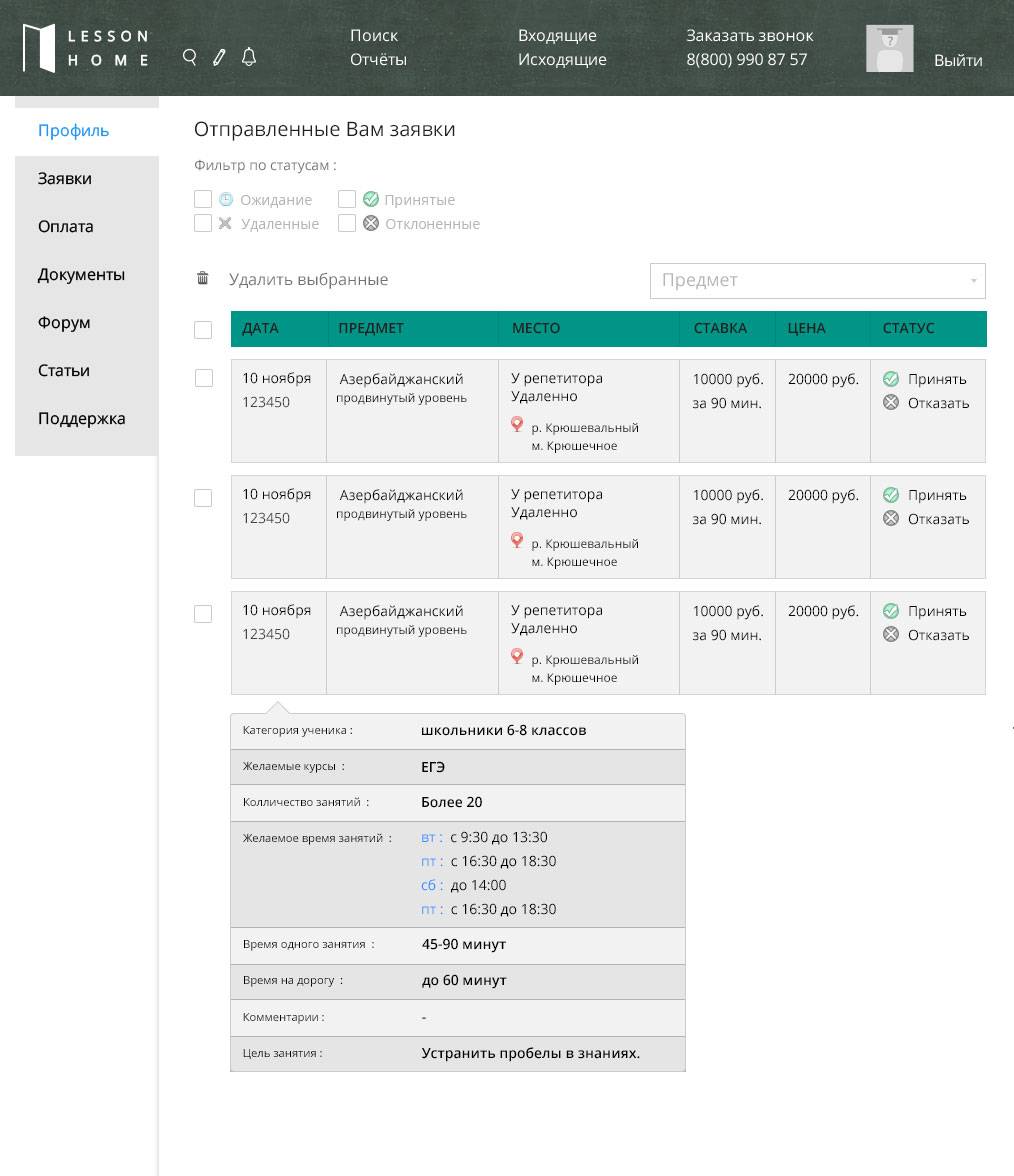 LESSON
HOME
Поиск
Отчёты
Входящие
Исходящие
Заказать звонок
8(800) 990 87 57
?
Выйти
Профиль
Заявки
Оплата
Документы
Форум
Статьи
Поддержка
Отправленные Вам заявки
Фильтр по статусам :
Ожидание Принятые
Удаленные Отклоненные
Удалить выбранные Предмет
ДАТА ПРЕДМЕТ МЕСТО СТАВКА ЦЕНА СТАТУС
10 ноября
123450
Азербайджанский
продвинутый уровень
У репетитора
Удаленно
р. Крюшевальный
м. Крюшечное
10000 руб.
за 90 мин.
20000 руб.
Принять
Отказать
10 ноября
123450
Азербайджанский
продвинутый уровень
У репетитора
Удаленно
р. Крюшевальный
м. Крюшечное
10000 руб.
за 90 мин.
20000 руб.
Принять
Отказать
10 ноября
123450
Азербайджанский
продвинутый уровень
У репетитора
Удаленно
р. Крюшевальный
м. Крюшечное
10000 руб.
за 90 мин.
20000 руб.
Принять
Отказать
Категория ученика : школьники 6-8 классов
Желаемые курсы : ЕГЭ
Колличество занятий : Более 20
Желаемое время занятий : вт : с 9:30 до 13:30
пт : с 16:30 до 18:30
сб : до 14:00
пт : с 16:30 до 18:30
Время одного занятия : 45-90 минут
Время на дорогу : до 60 минут
Комментарии : -
Цель занятия : Устранить пробелы в знаниях.